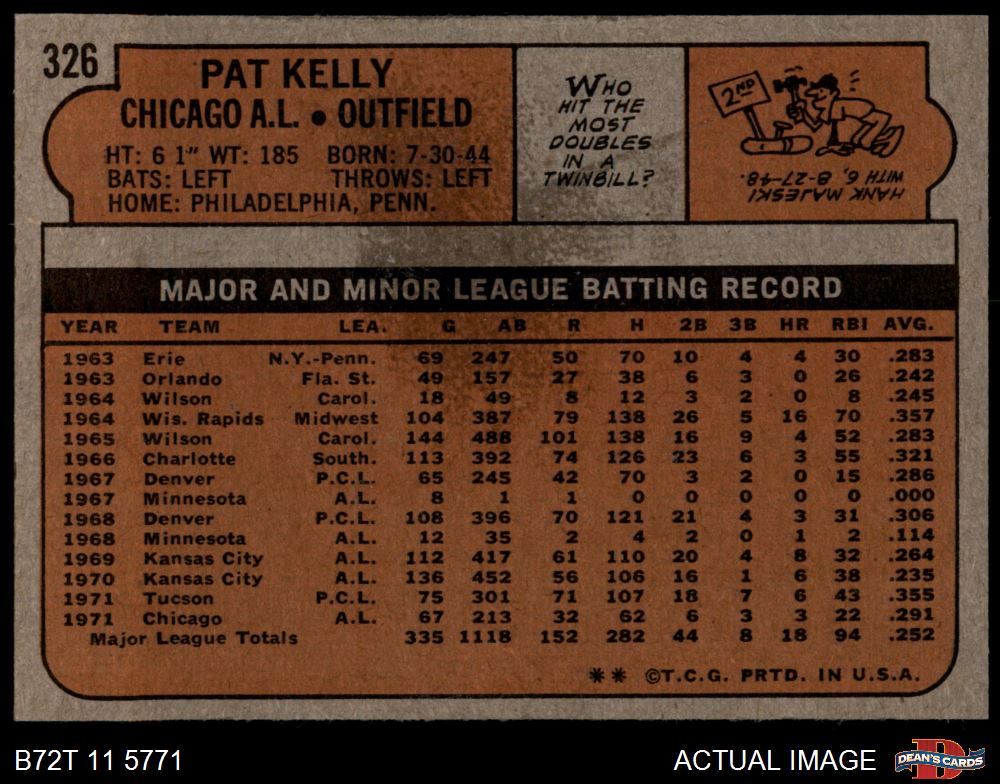 326
PAT KELLY
CHICAGO A.L. • OUTFIELD
HT: 6 1" WT: 185 BORN: 7-30-44
BATS: LEFT THROWS: LEFT
HOME: PHILADELPHIA, PENN.
WHO
HIT THE
MOST
DOUBLES
IN A
TWINBILL?
2ND
HANK MAJESKI
WITH 6, 8-27-48.
MAJOR AND MINOR LEAGUE BATTING RECORD
YEAR TEAM LEA. G AB R H 2B 3B HR RBI AVG.
1963 Erie N.Y.-Penn. 69 247 50 70 10 4 4 30 .283
1963 Orlando Fla. St. 49 157 27 38 6 3 0 26 .242
1964 Wilson Carol. 18 49 8 12 3 2 0 8 .245
1964 Wis. Rapids Midwest 104 387 79 138 26 5 16 70 .357
1965 Wilson Carol. 144 488 101 138 16 9 4 52 .283
1966 Charlotte South. 113 392 74 126 23 6 3 55 .321
1967 Denver P.C.L. 65 245 42 70 3 2 0 15 .286
1967 Minnesota A.L. 8 1 1 0 0 0 0 0 .000
1968 Denver P.C.L. 108 396 70 121 21 4 3 31 .306
1968 Minnesota A.L. 12 35 2 4 2 0 1 2 .114
1969 Kansas City A.L. 112 417 61 110 20 4 8 32 .264
1970 Kansas City A.L. 136 452 56 106 16 1 6 38 .235
1971 Tucson P.C.L. 75 301 71 107 18 7 6 43 .355
1971 Chicago A.L. 67 213 32 62 6 3 3 22 .291
Major League Totals 335 1118 152 282 44 8 18 94 .252
** ©T.C.G. PRTD. IN U.S.A.
B72T 11 5771
ACTUAL IMAGE
D
DEAN'S CARDS